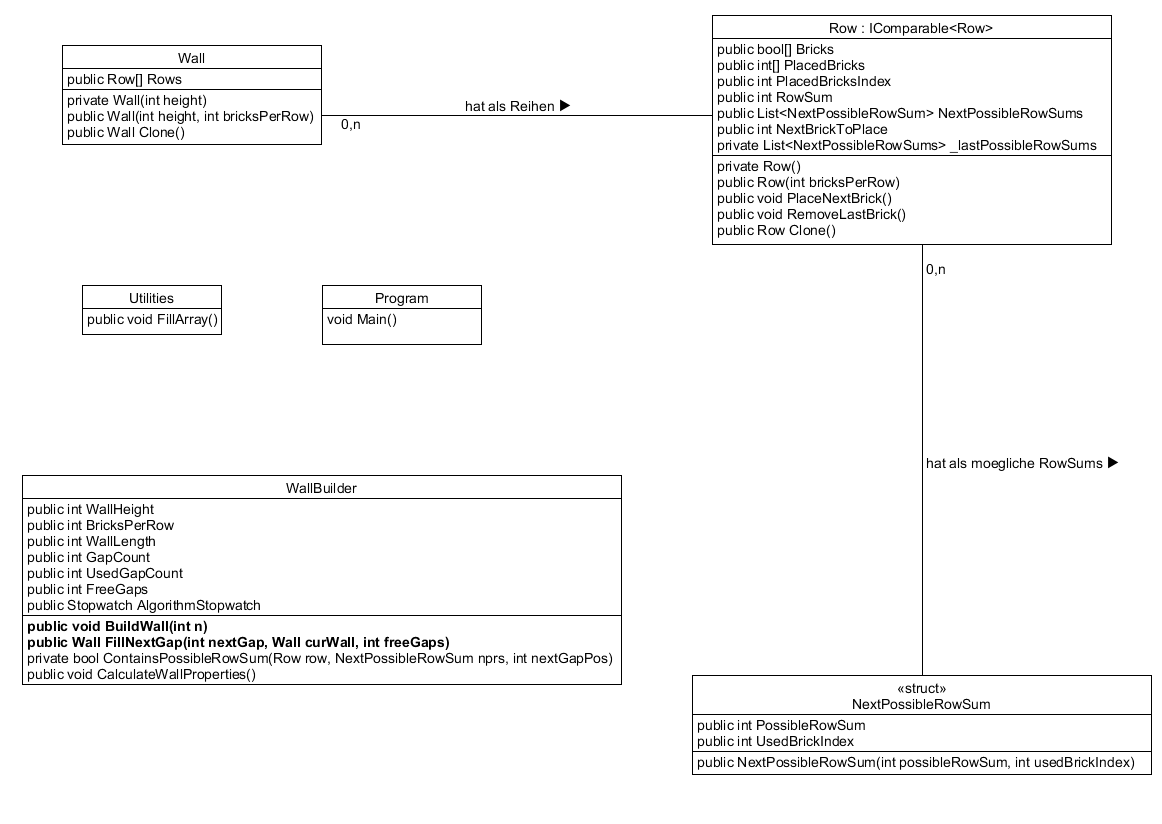 Wall
public Row[] Rows
private Wall(int height)
public Wall(int height, int bricksPerRow)
public Wall Clone()
hat als Reihen ▶
0,n
Row : IComparable<Row>
public bool[] Bricks
public int[] PlacedBricks
public int PlacedBricksIndex
public int RowSum
public List<NextPossibleRowSum> NextPossibleRowSums
public int NextBrickToPlace
private List<NextPossibleRowSums> _lastPossibleRowSums
private Row()
public Row(int bricksPerRow)
public void PlaceNextBrick()
public void RemoveLastBrick()
public Row Clone()
0,n
Utilities
public void FillArray()
Program
void Main()
hat als moegliche RowSums ▶
WallBuilder
public int WallHeight
public int BricksPerRow
public int WallLength
public int GapCount
public int UsedGapCount
public int FreeGaps
public Stopwatch AlgorithmStopwatch
public void BuildWall(int n)
public Wall FillNextGap(int nextGap, Wall curWall, int freeGaps)
private bool ContainsPossibleRowSum(Row row, NextPossibleRowSum nprs, int nextGapPos)
public void CalculateWallProperties()
«struct»
NextPossibleRowSum
public int PossibleRowSum
public int UsedBrickIndex
public NextPossibleRowSum(int possibleRowSum, int usedBrickIndex)